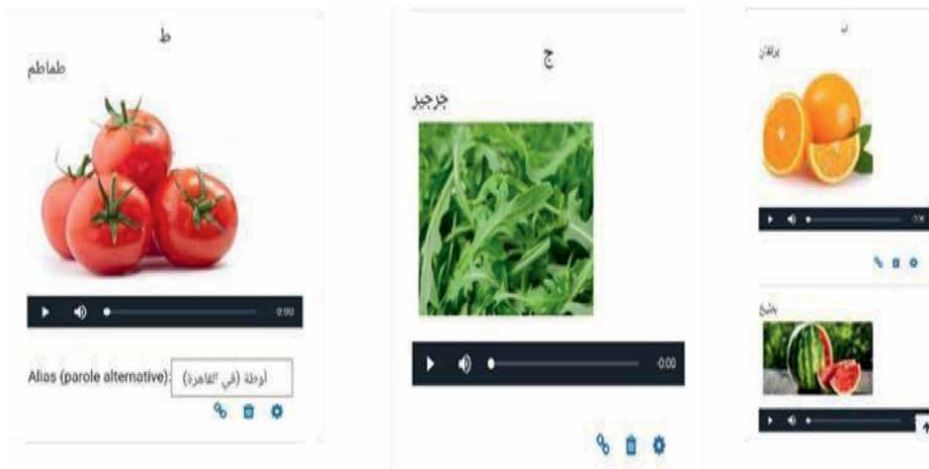 ط
طماطم
0:00
Alias (parole alternative):
أوطة (في القاهرة)
ج
جرجير
-0:00
ب
برتقان
بطيخ